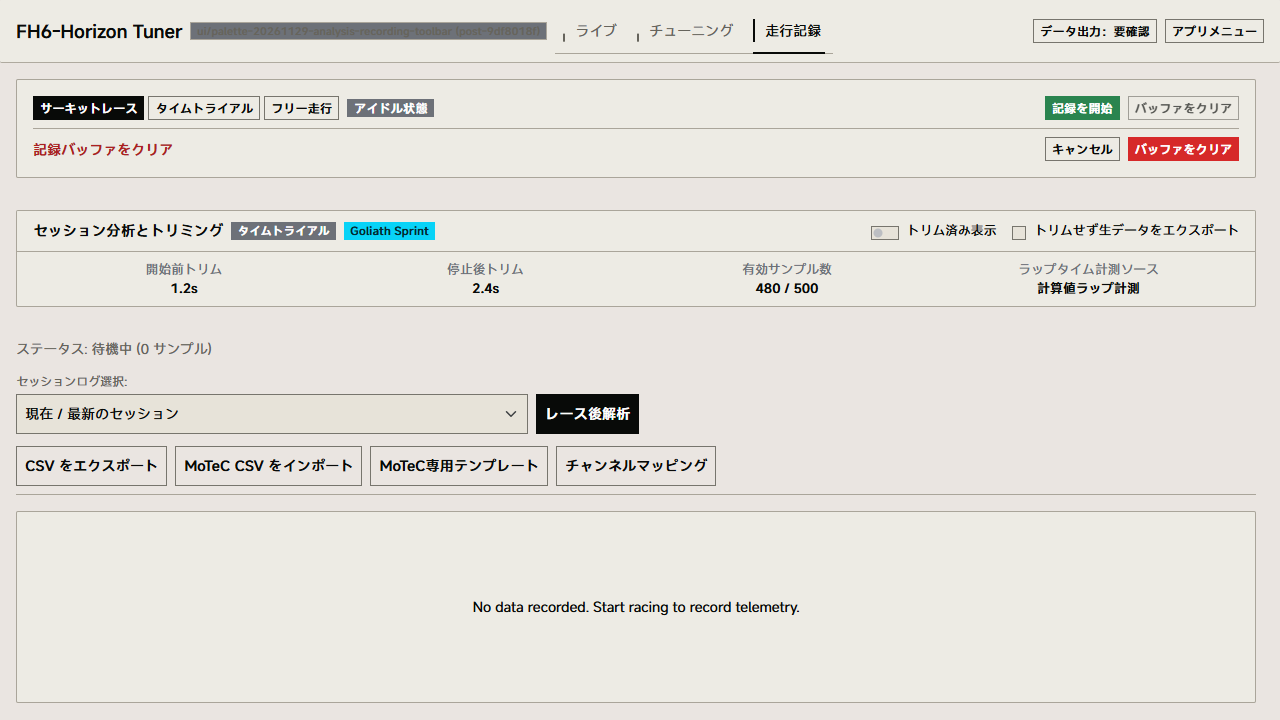 FH6-Horizon Tuner
ライブ
チューニング
走行記録
データ出力: 要確認
アプリメニュー
サーキットレース
タイムトライアル
フリー走行
アイドル状態
記録を開始
バッファをクリア
記録バッファをクリア
キャンセル
バッファをクリア
セッション分析とトリミング
タイムトライアル
Goliath Sprint
トリム済み表示
トリムせず生データをエクスポート
開始前トリム
停止後トリム
有効サンプル数
ラップタイム計測ソース
1.2s
2.4s
480 / 500
計算値ラップ計測
ステータス: 待機中 (0 サンプル)
セッションログ選択:
現在 / 最新のセッション
レース後解析
CSV をエクスポート
MoTeC CSV をインポート
MoTeC専用テンプレート
チャンネルマッピング
No data recorded. Start racing to record telemetry.